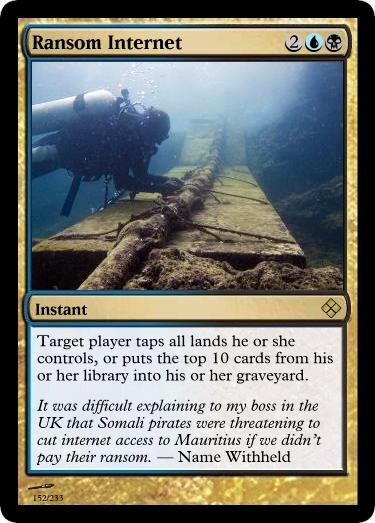 Ransom Internet 2
Instant
Target player taps all lands he or she
controls, or puts the top 10 cards from his
or her library into his or her graveyard.
It was difficult explaining to my boss in the
UK that Somali pirates were threatening to
cut internet access to Mauritius if we didn't
pay their ransom. — Name Withheld
152/233